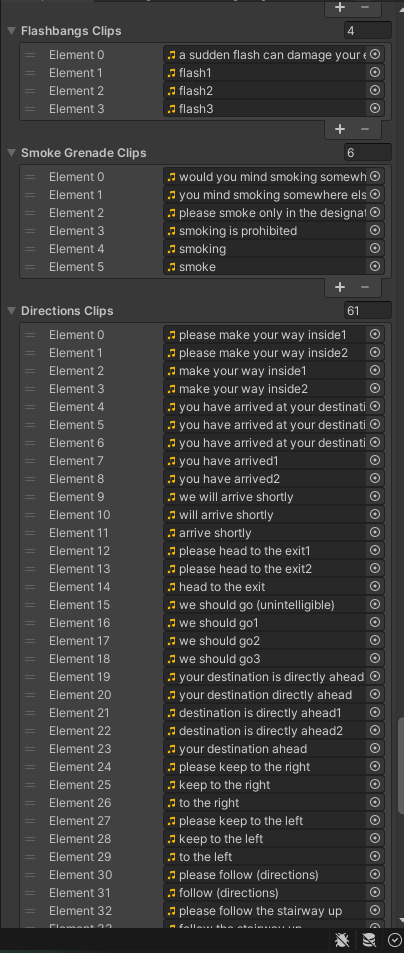 Flashbangs Clips 4
Element 0 a sudden flash can damage your e
Element 1 flash1
Element 2 flash2
Element 3 flash3
Smoke Grenade Clips 6
Element 0 would you mind smoking somewh
Element 1 you mind smoking somewhere els
Element 2 please smoke only in the designat
Element 3 smoking is prohibited
Element 4 smoking
Element 5 smoke
Directions Clips 61
Element 0 please make your way inside1
Element 1 please make your way inside2
Element 2 make your way inside1
Element 3 make your way inside2
Element 4 you have arrived at your destinati
Element 5 you have arrived at your destinati
Element 6 you have arrived at your destinati
Element 7 you have arrived1
Element 8 you have arrived2
Element 9 we will arrive shortly
Element 10 will arrive shortly
Element 11 arrive shortly
Element 12 please head to the exit1
Element 13 please head to the exit2
Element 14 head to the exit
Element 15 we should go (unintelligible)
Element 16 we should go1
Element 17 we should go2
Element 18 we should go3
Element 19 your destination is directly ahead
Element 20 your destination directly ahead
Element 21 destination is directly ahead1
Element 22 destination is directly ahead2
Element 23 your destination ahead
Element 24 please keep to the right
Element 25 keep to the right
Element 26 to the right
Element 27 please keep to the left
Element 28 keep to the left
Element 29 to the left
Element 30 please follow (directions)
Element 31 follow (directions)
Element 32 please follow the stairway up
Element 33 follow the stairway up